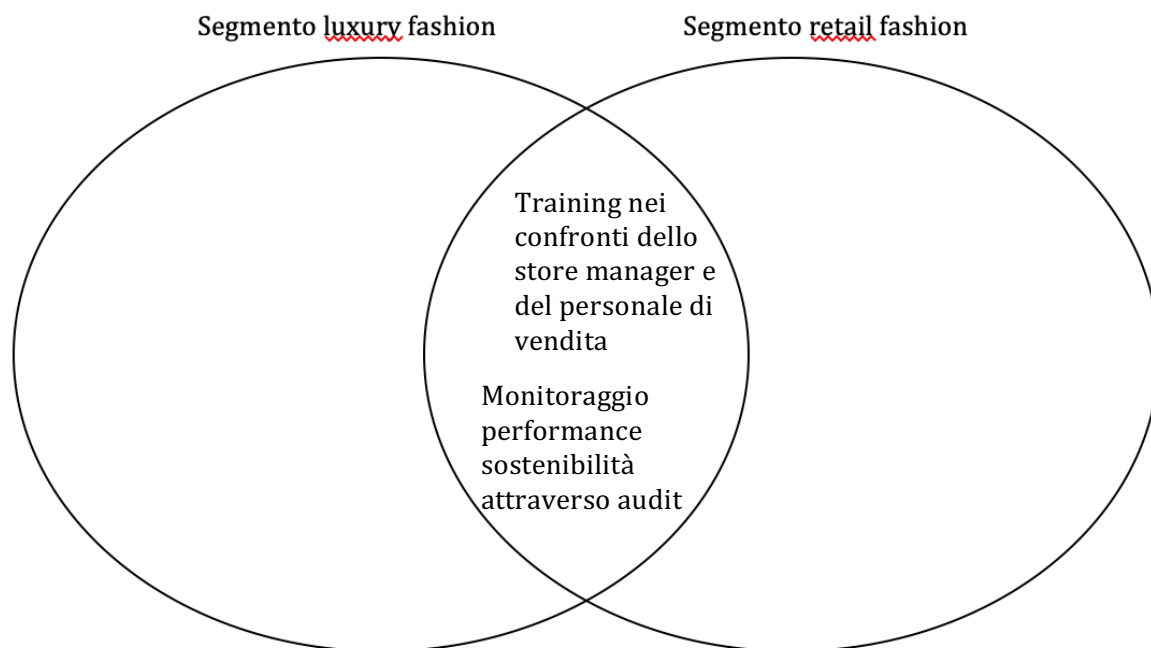 Segmento luxury fashion
Segmento retail fashion
Training nei
confronti dello
store manager e
del personale di
vendita
Monitoraggio
performance
sostenibilità
attraverso audit